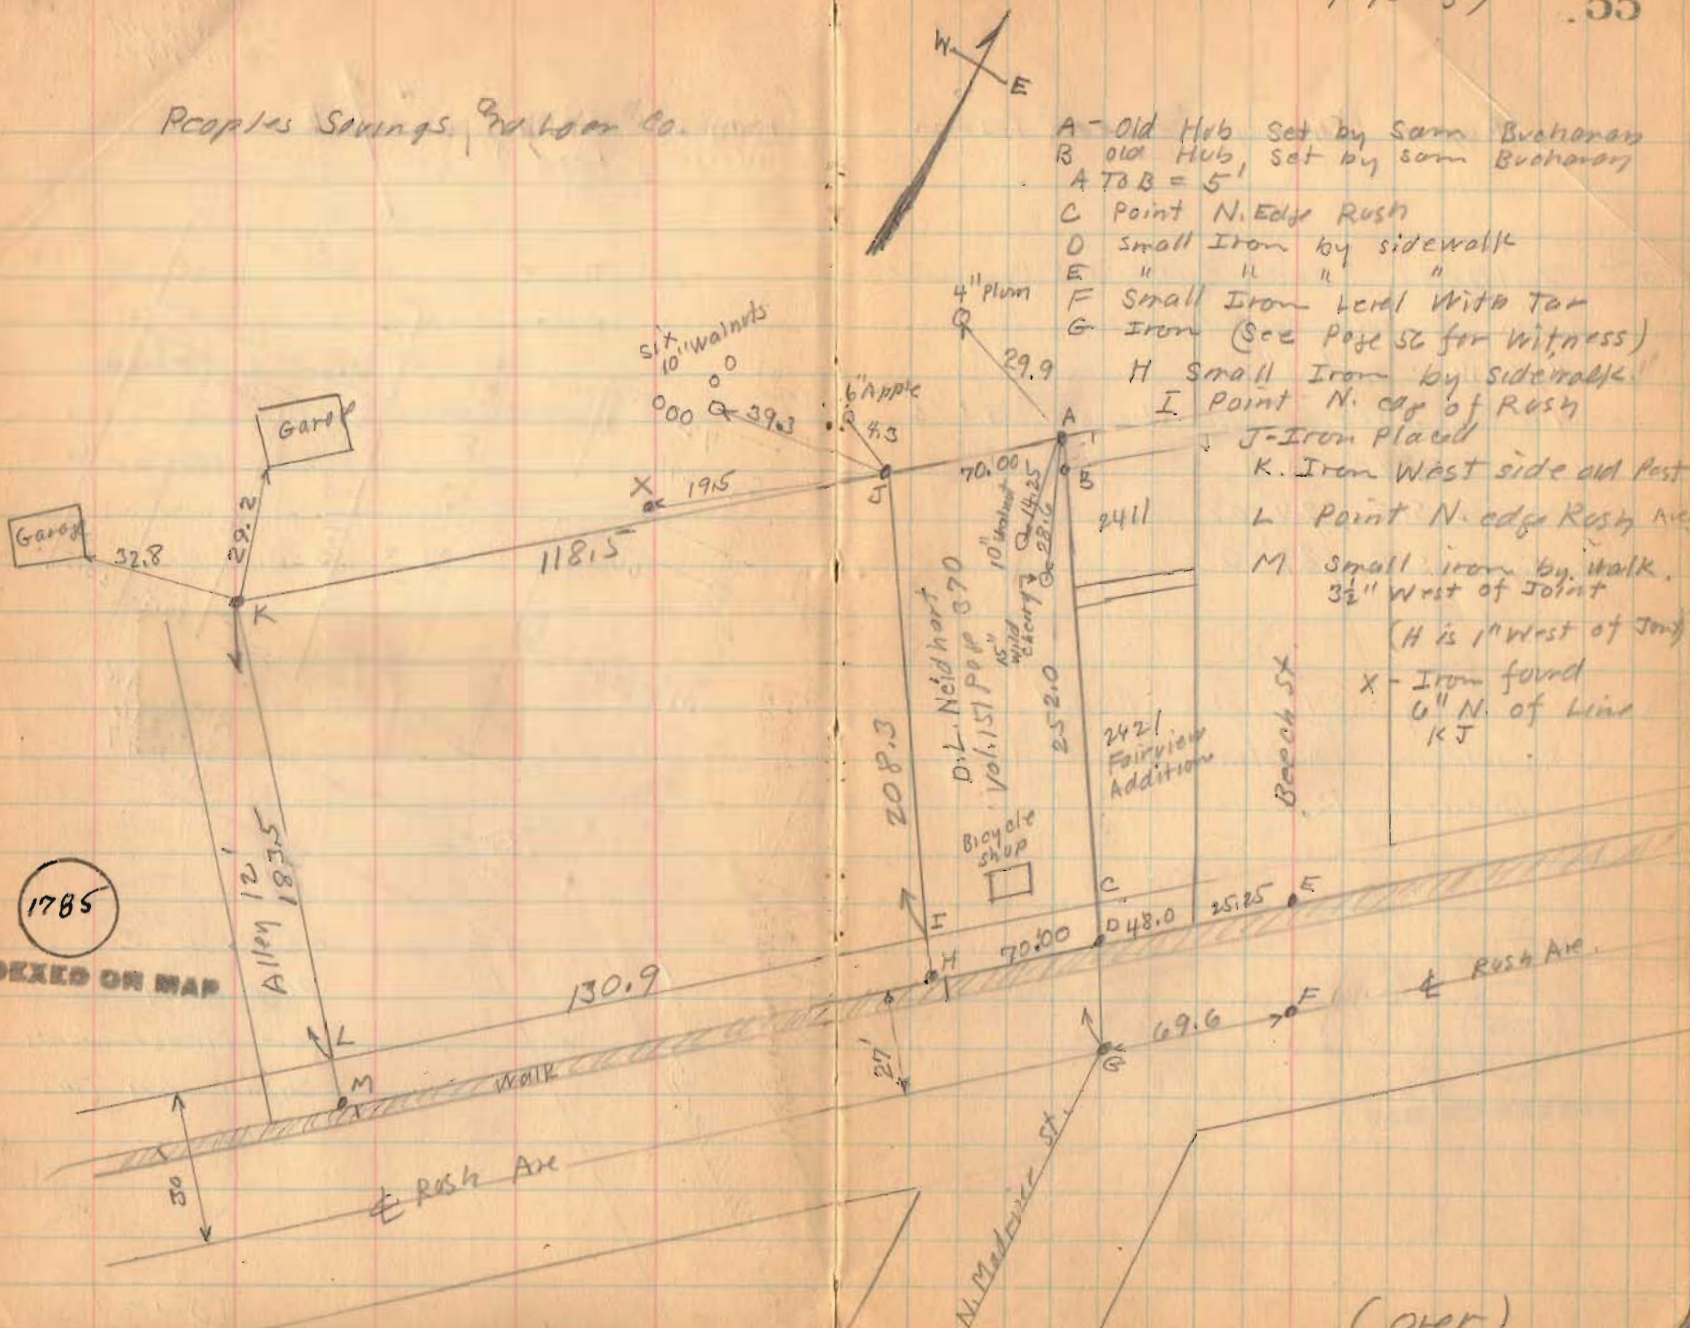 .55
Peoples Savings and Loan Co.
W
E
A - Old Hub Set by Sam Buchanan
B Old Hub, Set by Sam Buchanan
A TO B = 5'
C Point N. Edge Rush
D Small Iron by sidewalk
E " " " "
F Small Iron Level With Tar
G Iron (See Page 56 for Witness)
H Small Iron by sidewalk
I Point N. edge of Rush
J - Iron Placed
K. Iron West side old Post
L Point N. edge Rush Ave
M Small iron by walk.
3½" West of Joint
(H is 1" West of Joint)
X - Iron found
6" N. of Line
K J
4" Plum
29.9
six
10" walnuts
39.3
6" Apple
8.3
Garage
29.2
Garage
32.8
K
118.5
X
19.5
J
70.00
A
B
10" Walnut
14.25
28.6
15"
Wild
Cherry
2411
D.L. Neidhart
Vol. 151 Page 370
208.3
252.0
2421
Fairview
Addition
Beech St.
Bicycle
shop
Alley 12'
183.5
1785
INDEXED ON MAP
130.9
L
M
Walk
H
H
I
70.00
C
D
48.0
25.25
E
27'
G
69.6
F
℄ Rush Ave.
50
℄ Rush Ave
N. Madriver St.
(over)